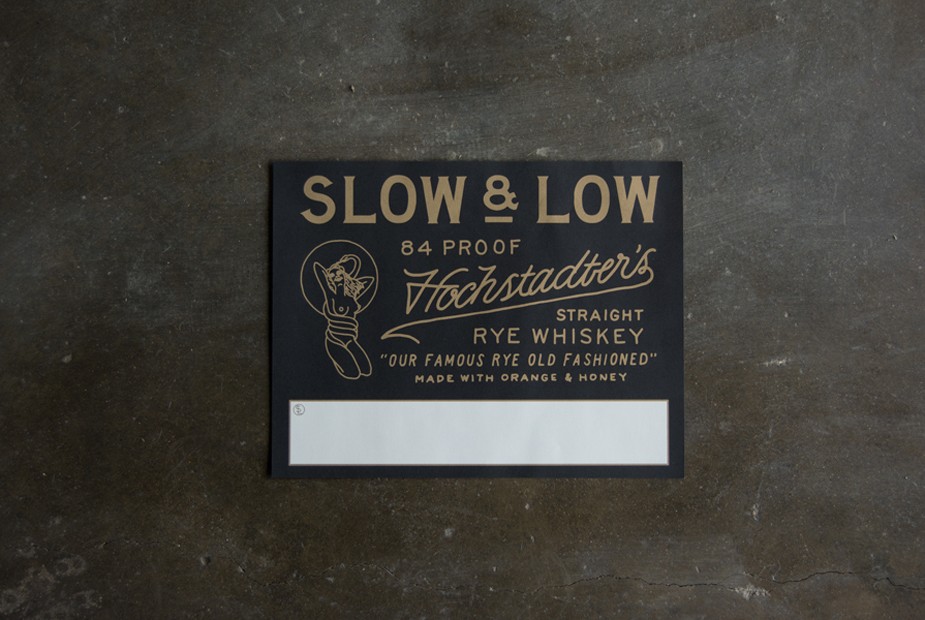 SLOW & LOW
84 PROOF
Hochstadter's
STRAIGHT
RYE WHISKEY
"OUR FAMOUS RYE OLD FASHIONED"
MADE WITH ORANGE & HONEY